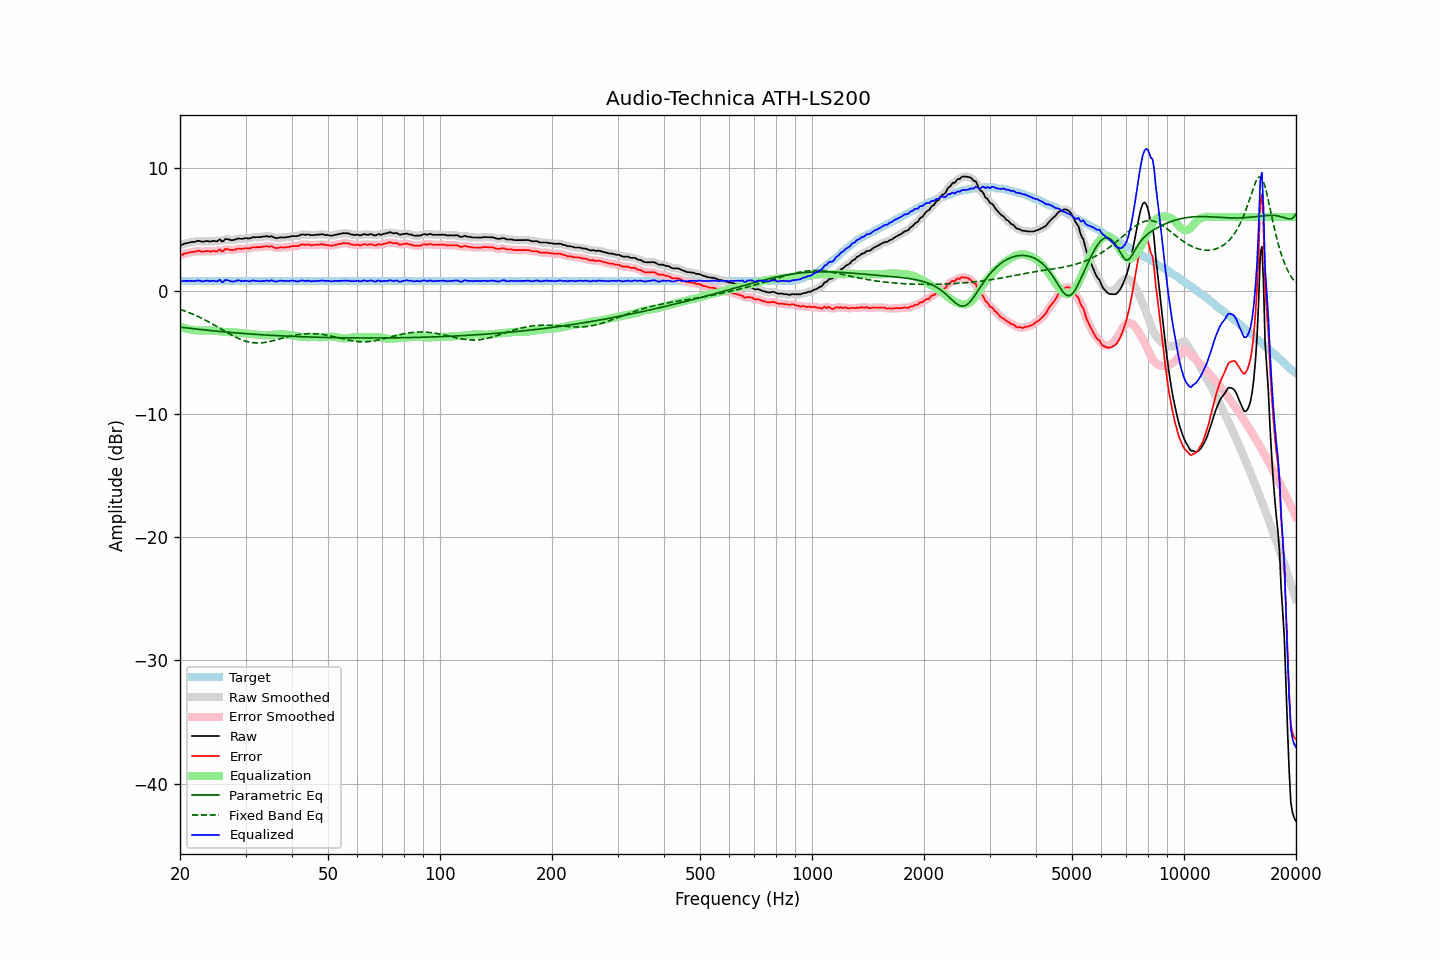 Audio-Technica ATH-LS200
Amplitude (dBr)
10
0
−10
−20
−30
−40
Target
Raw Smoothed
Error Smoothed
Raw
Error
Equalization
Parametric Eq
Fixed Band Eq
Equalized
20 50 100 200 500 1000 2000 5000 10000 20000
Frequency (Hz)